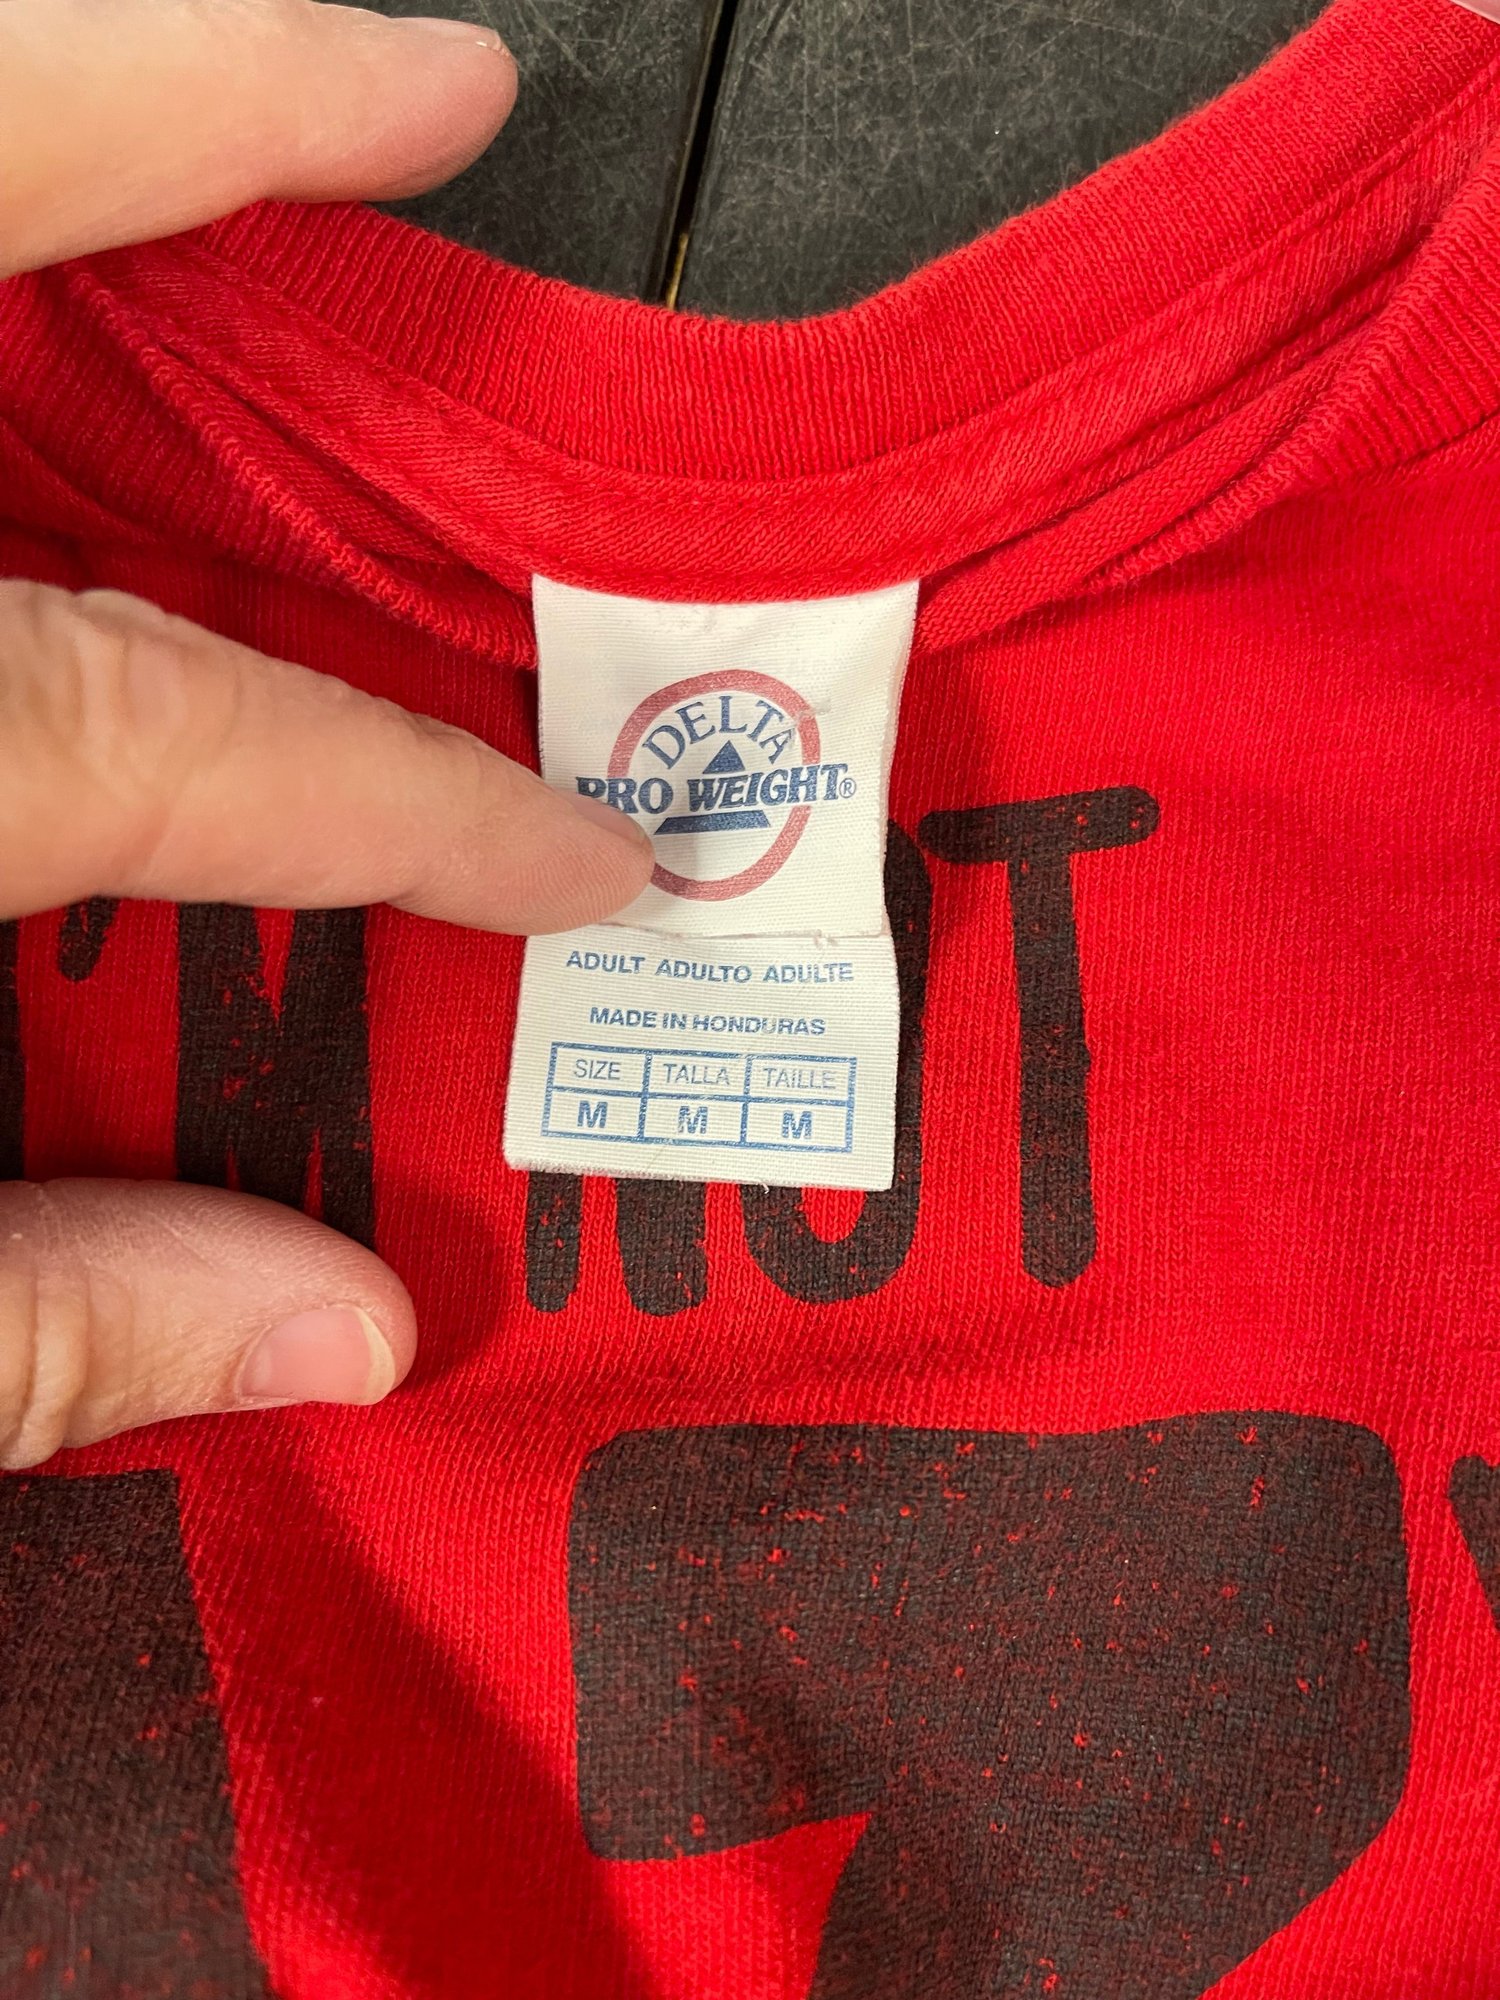 DELTA
PRO WEIGHT®
ADULT ADULTO ADULTE
MADE IN HONDURAS
SIZE TALLA TAILLE
M M M
'M NOT